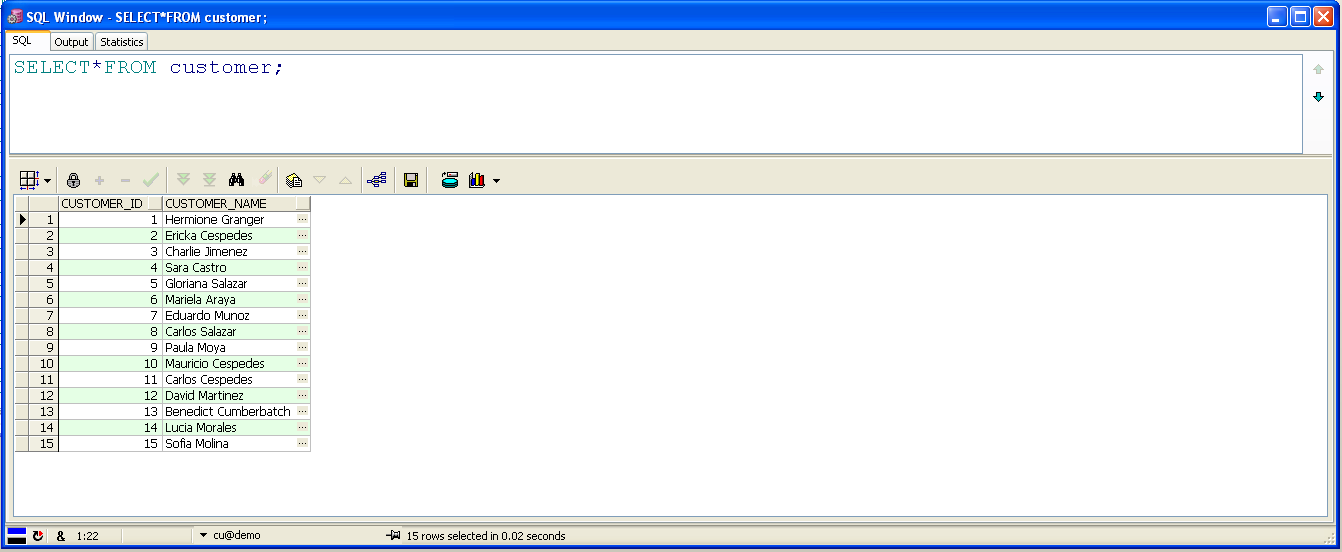 SQL Window - SELECT*FROM customer;
SQL Output Statistics
SELECT*FROM customer;
CUSTOMER_ID CUSTOMER_NAME
1 1 Hermione Granger ...
2 2 Ericka Cespedes ...
3 3 Charlie Jimenez ...
4 4 Sara Castro ...
5 5 Gloriana Salazar ...
6 6 Mariela Araya ...
7 7 Eduardo Munoz ...
8 8 Carlos Salazar ...
9 9 Paula Moya ...
10 10 Mauricio Cespedes ...
11 11 Carlos Cespedes ...
12 12 David Martinez ...
13 13 Benedict Cumberbatch ...
14 14 Lucia Morales ...
15 15 Sofia Molina ...
& 1:22 cu@demo 15 rows selected in 0.02 seconds